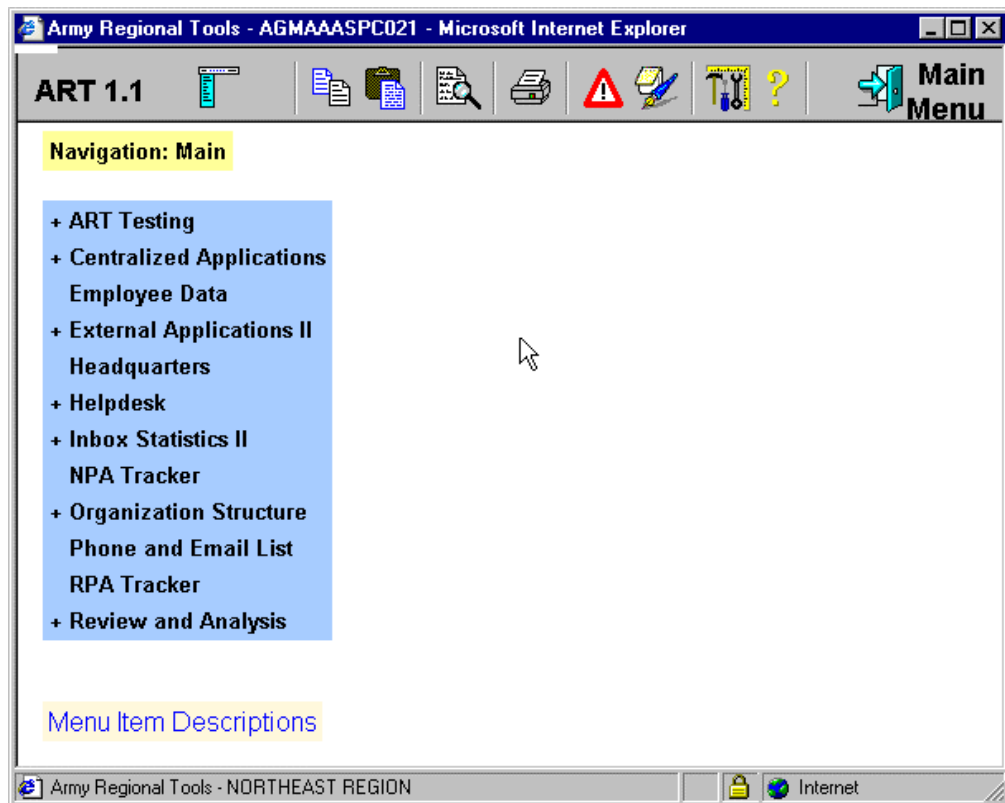 Army Regional Tools - AGMAAASPC021 - Microsoft Internet Explorer
ART 1.1
Main
Menu
Navigation: Main
+ ART Testing
+ Centralized Applications
Employee Data
+ External Applications II
Headquarters
+ Helpdesk
+ Inbox Statistics II
NPA Tracker
+ Organization Structure
Phone and Email List
RPA Tracker
+ Review and Analysis
Menu Item Descriptions
Army Regional Tools - NORTHEAST REGION
Internet